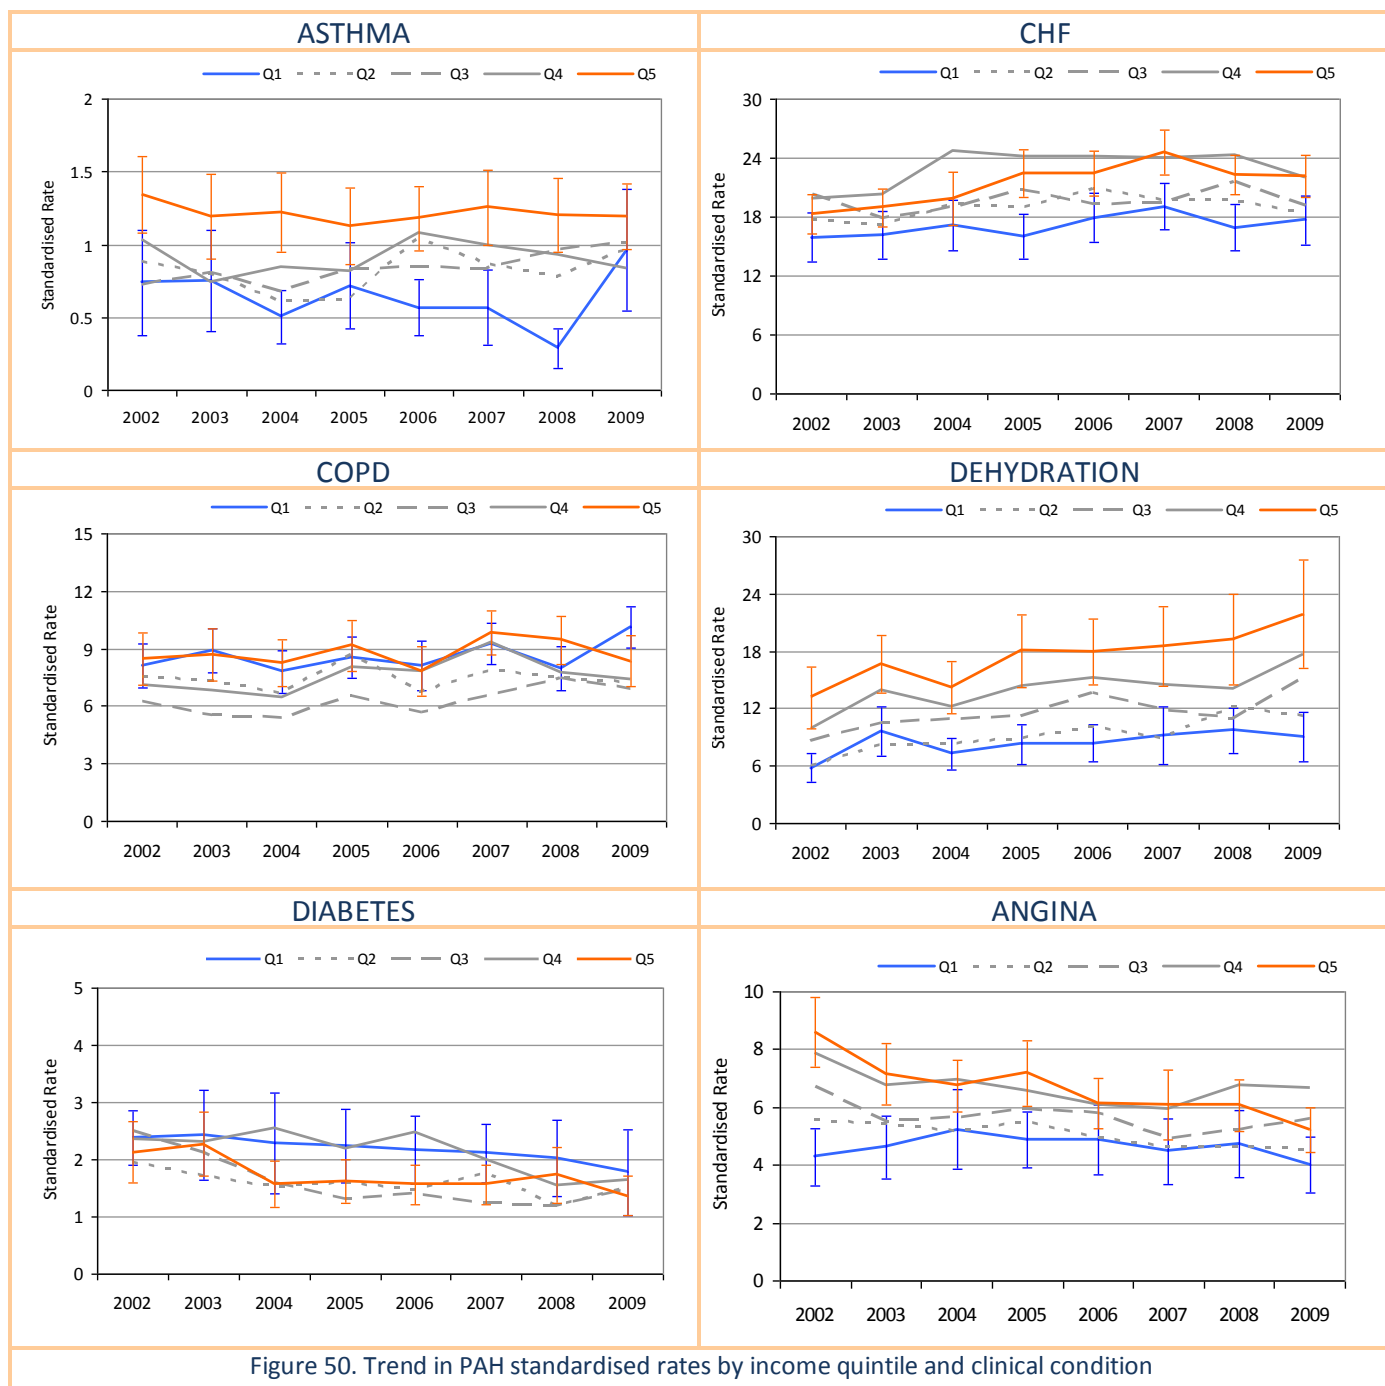 ASTHMA
Q1 Q2 Q3 Q4 Q5
Standardised Rate
2
1.5
1
0.5
0
2002 2003 2004 2005 2006 2007 2008 2009
CHF
Q1 Q2 Q3 Q4 Q5
Standardised Rate
30
24
18
12
6
0
2002 2003 2004 2005 2006 2007 2008 2009
COPD
Q1 Q2 Q3 Q4 Q5
Standardised Rate
15
12
9
6
3
0
2002 2003 2004 2005 2006 2007 2008 2009
DEHYDRATION
Q1 Q2 Q3 Q4 Q5
Standardised Rate
30
24
18
12
6
0
2002 2003 2004 2005 2006 2007 2008 2009
DIABETES
Q1 Q2 Q3 Q4 Q5
Standardised Rate
5
4
3
2
1
0
2002 2003 2004 2005 2006 2007 2008 2009
ANGINA
Q1 Q2 Q3 Q4 Q5
Standardised Rate
10
8
6
4
2
0
2002 2003 2004 2005 2006 2007 2008 2009
Figure 50. Trend in PAH standardised rates by income quintile and clinical condition